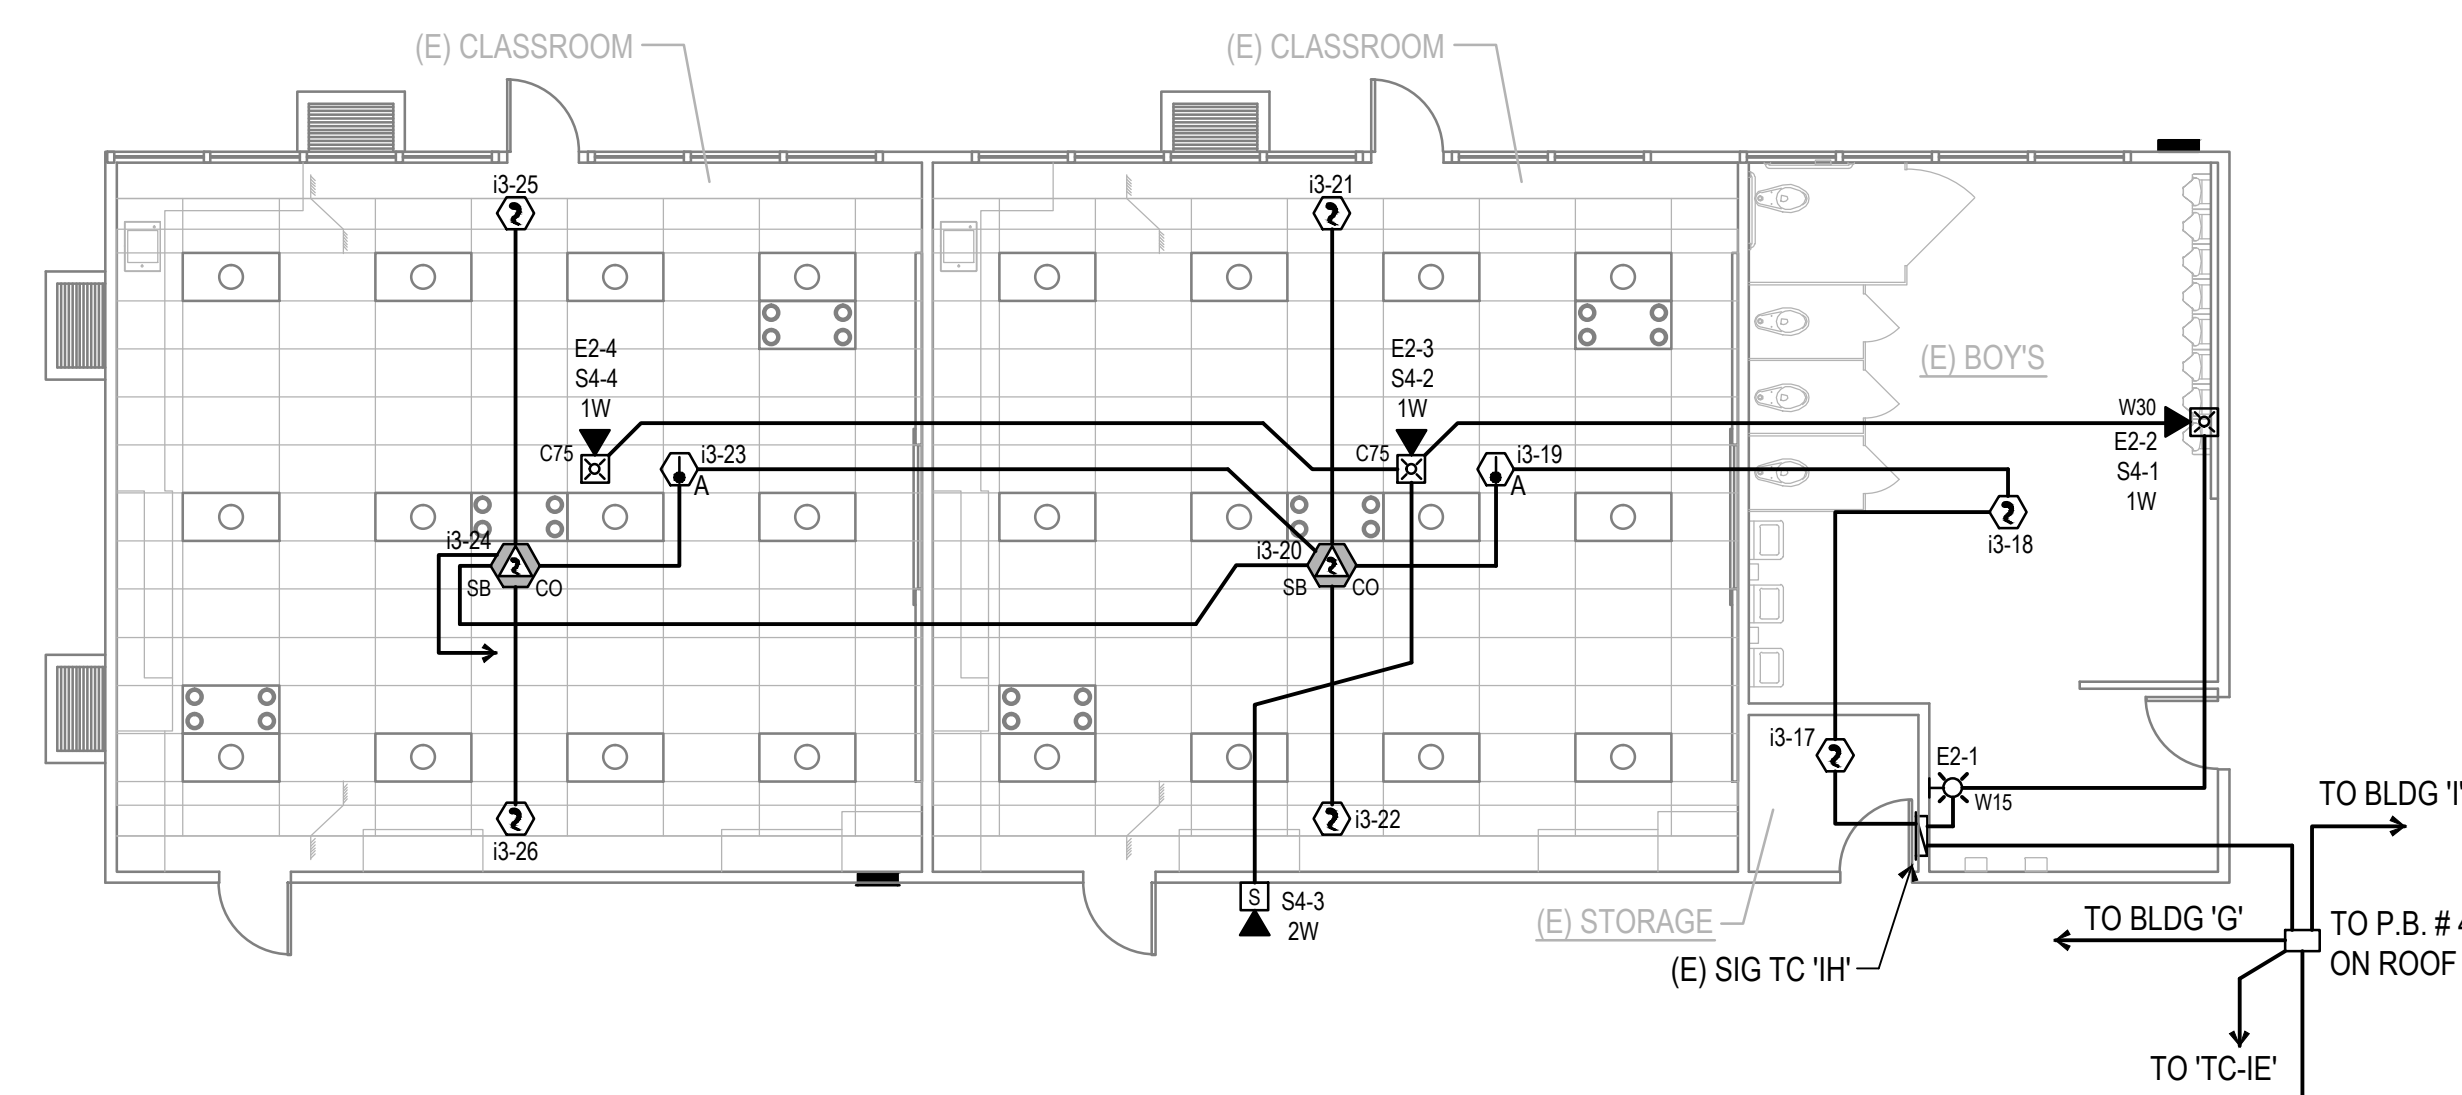 (E) CLASSROOM
(E) CLASSROOM
i3-25
i3-21
E2-4
S4-4
1W
C75
i3-23
A
E2-3
S4-2
1W
C75
i3-19
A
(E) BOY'S
W30
E2-2
S4-1
1W
i3-24
SB
CO
i3-20
SB
CO
i3-18
i3-17
E2-1
W15
i3-26
i3-22
S
S4-3
2W
(E) STORAGE
(E) SIG TC 'IH'
TO BLDG 'I'
TO BLDG 'G'
TO P.B. # 4
ON ROOF
TO 'TC-IE'